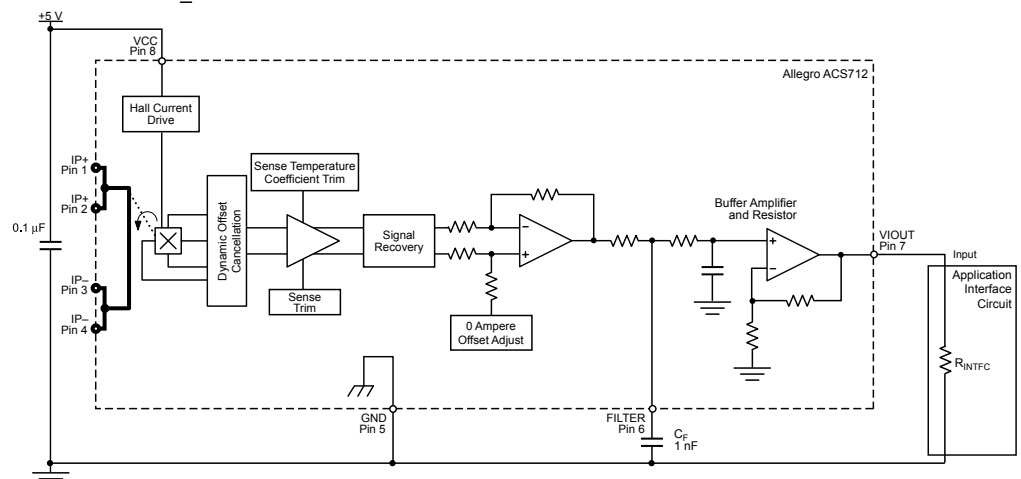 +5 V
VCC
Pin 8
Allegro ACS712
Hall Current
Drive
IP+
Pin 1
IP+
Pin 2
IP–
Pin 3
IP–
Pin 4
0.1 µF
Dynamic Offset
Cancellation
Sense Temperature
Coefficient Trim
Sense
Trim
Signal
Recovery
0 Ampere
Offset Adjust
Buffer Amplifier
and Resistor
VIOUT
Pin 7
Input
Application
Interface
Circuit
RINTFC
GND
Pin 5
FILTER
Pin 6
CF
1 nF